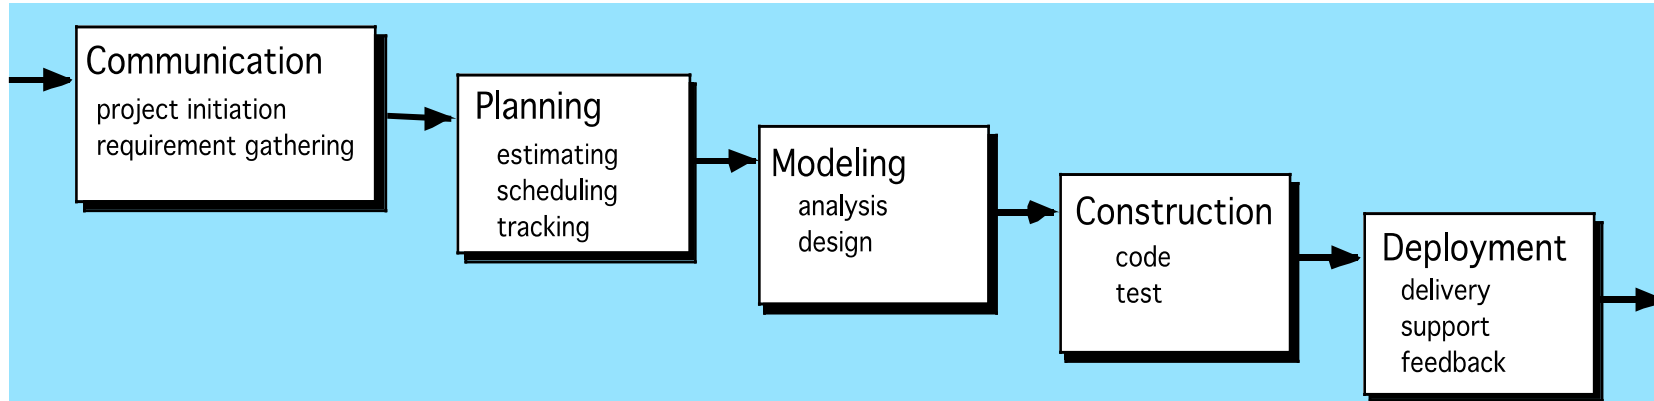 Communication
project initiation
requirement gathering
Planning
estimating
scheduling
tracking
Modeling
analysis
design
Construction
code
test
Deployment
delivery
support
feedback